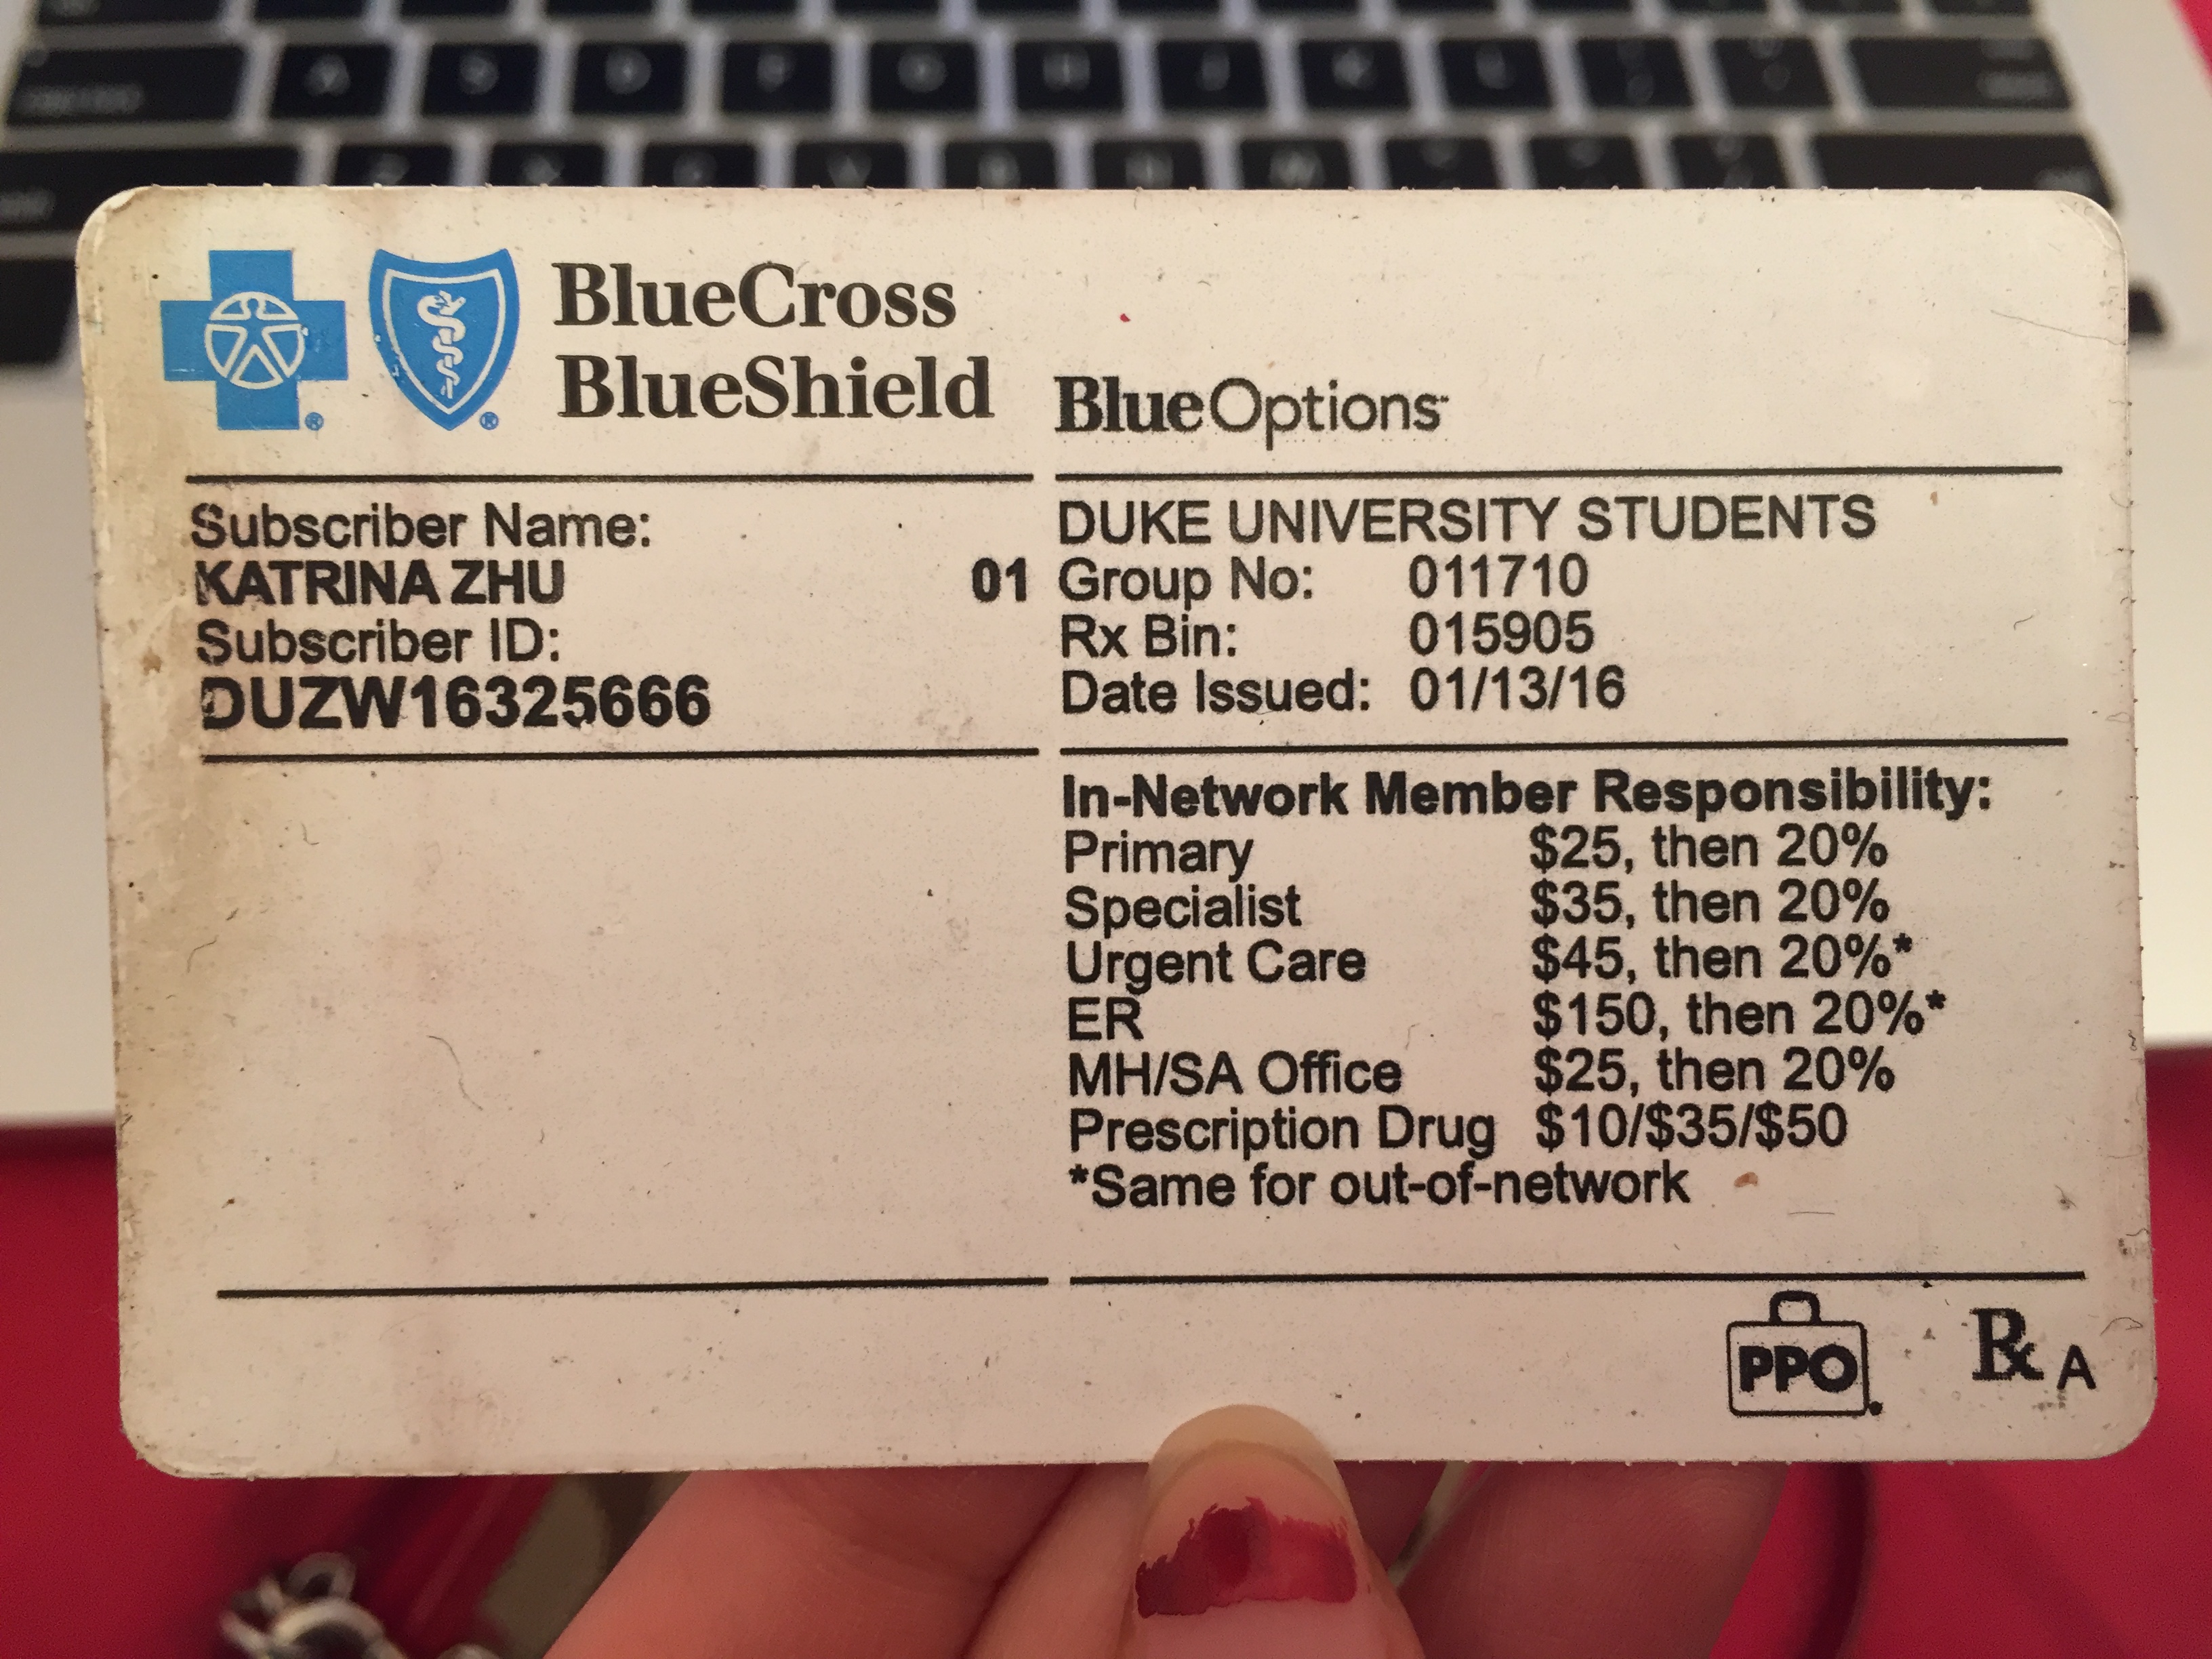 A S D F G H J K L
Z X C V B N M
BlueCross
BlueShield
BlueOptions
Subscriber Name:
KATRINA ZHU 01
Subscriber ID:
DUZW16325666
DUKE UNIVERSITY STUDENTS
Group No: 011710
Rx Bin: 015905
Date Issued: 01/13/16
In-Network Member Responsibility:
Primary $25, then 20%
Specialist $35, then 20%
Urgent Care $45, then 20%*
ER $150, then 20%*
MH/SA Office $25, then 20%
Prescription Drug $10/$35/$50
*Same for out-of-network
PPO
Rx A